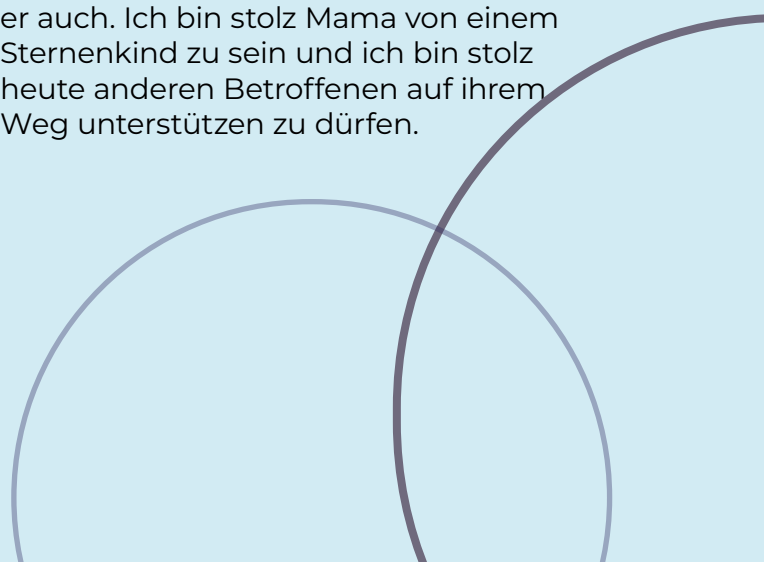 er auch. Ich bin stolz Mama von einem
Sternenkind zu sein und ich bin stolz
heute anderen Betroffenen auf ihrem
Weg unterstützen zu dürfen.